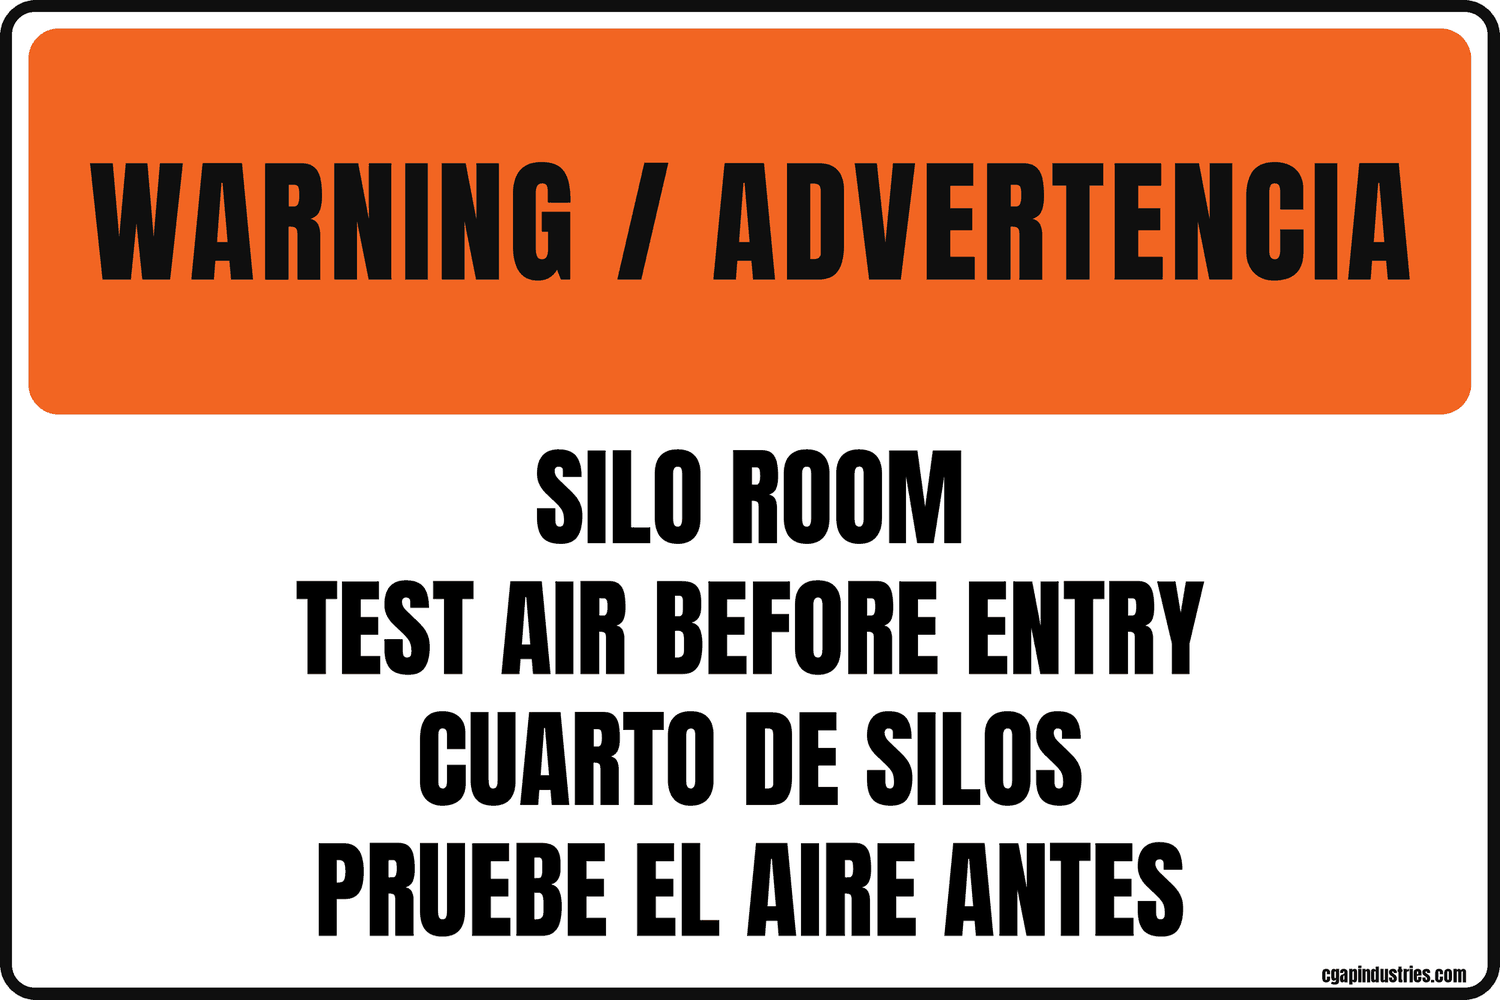 WARNING / ADVERTENCIA
SILO ROOM
TEST AIR BEFORE ENTRY
CUARTO DE SILOS
PRUEBE EL AIRE ANTES
cgapindustries.com